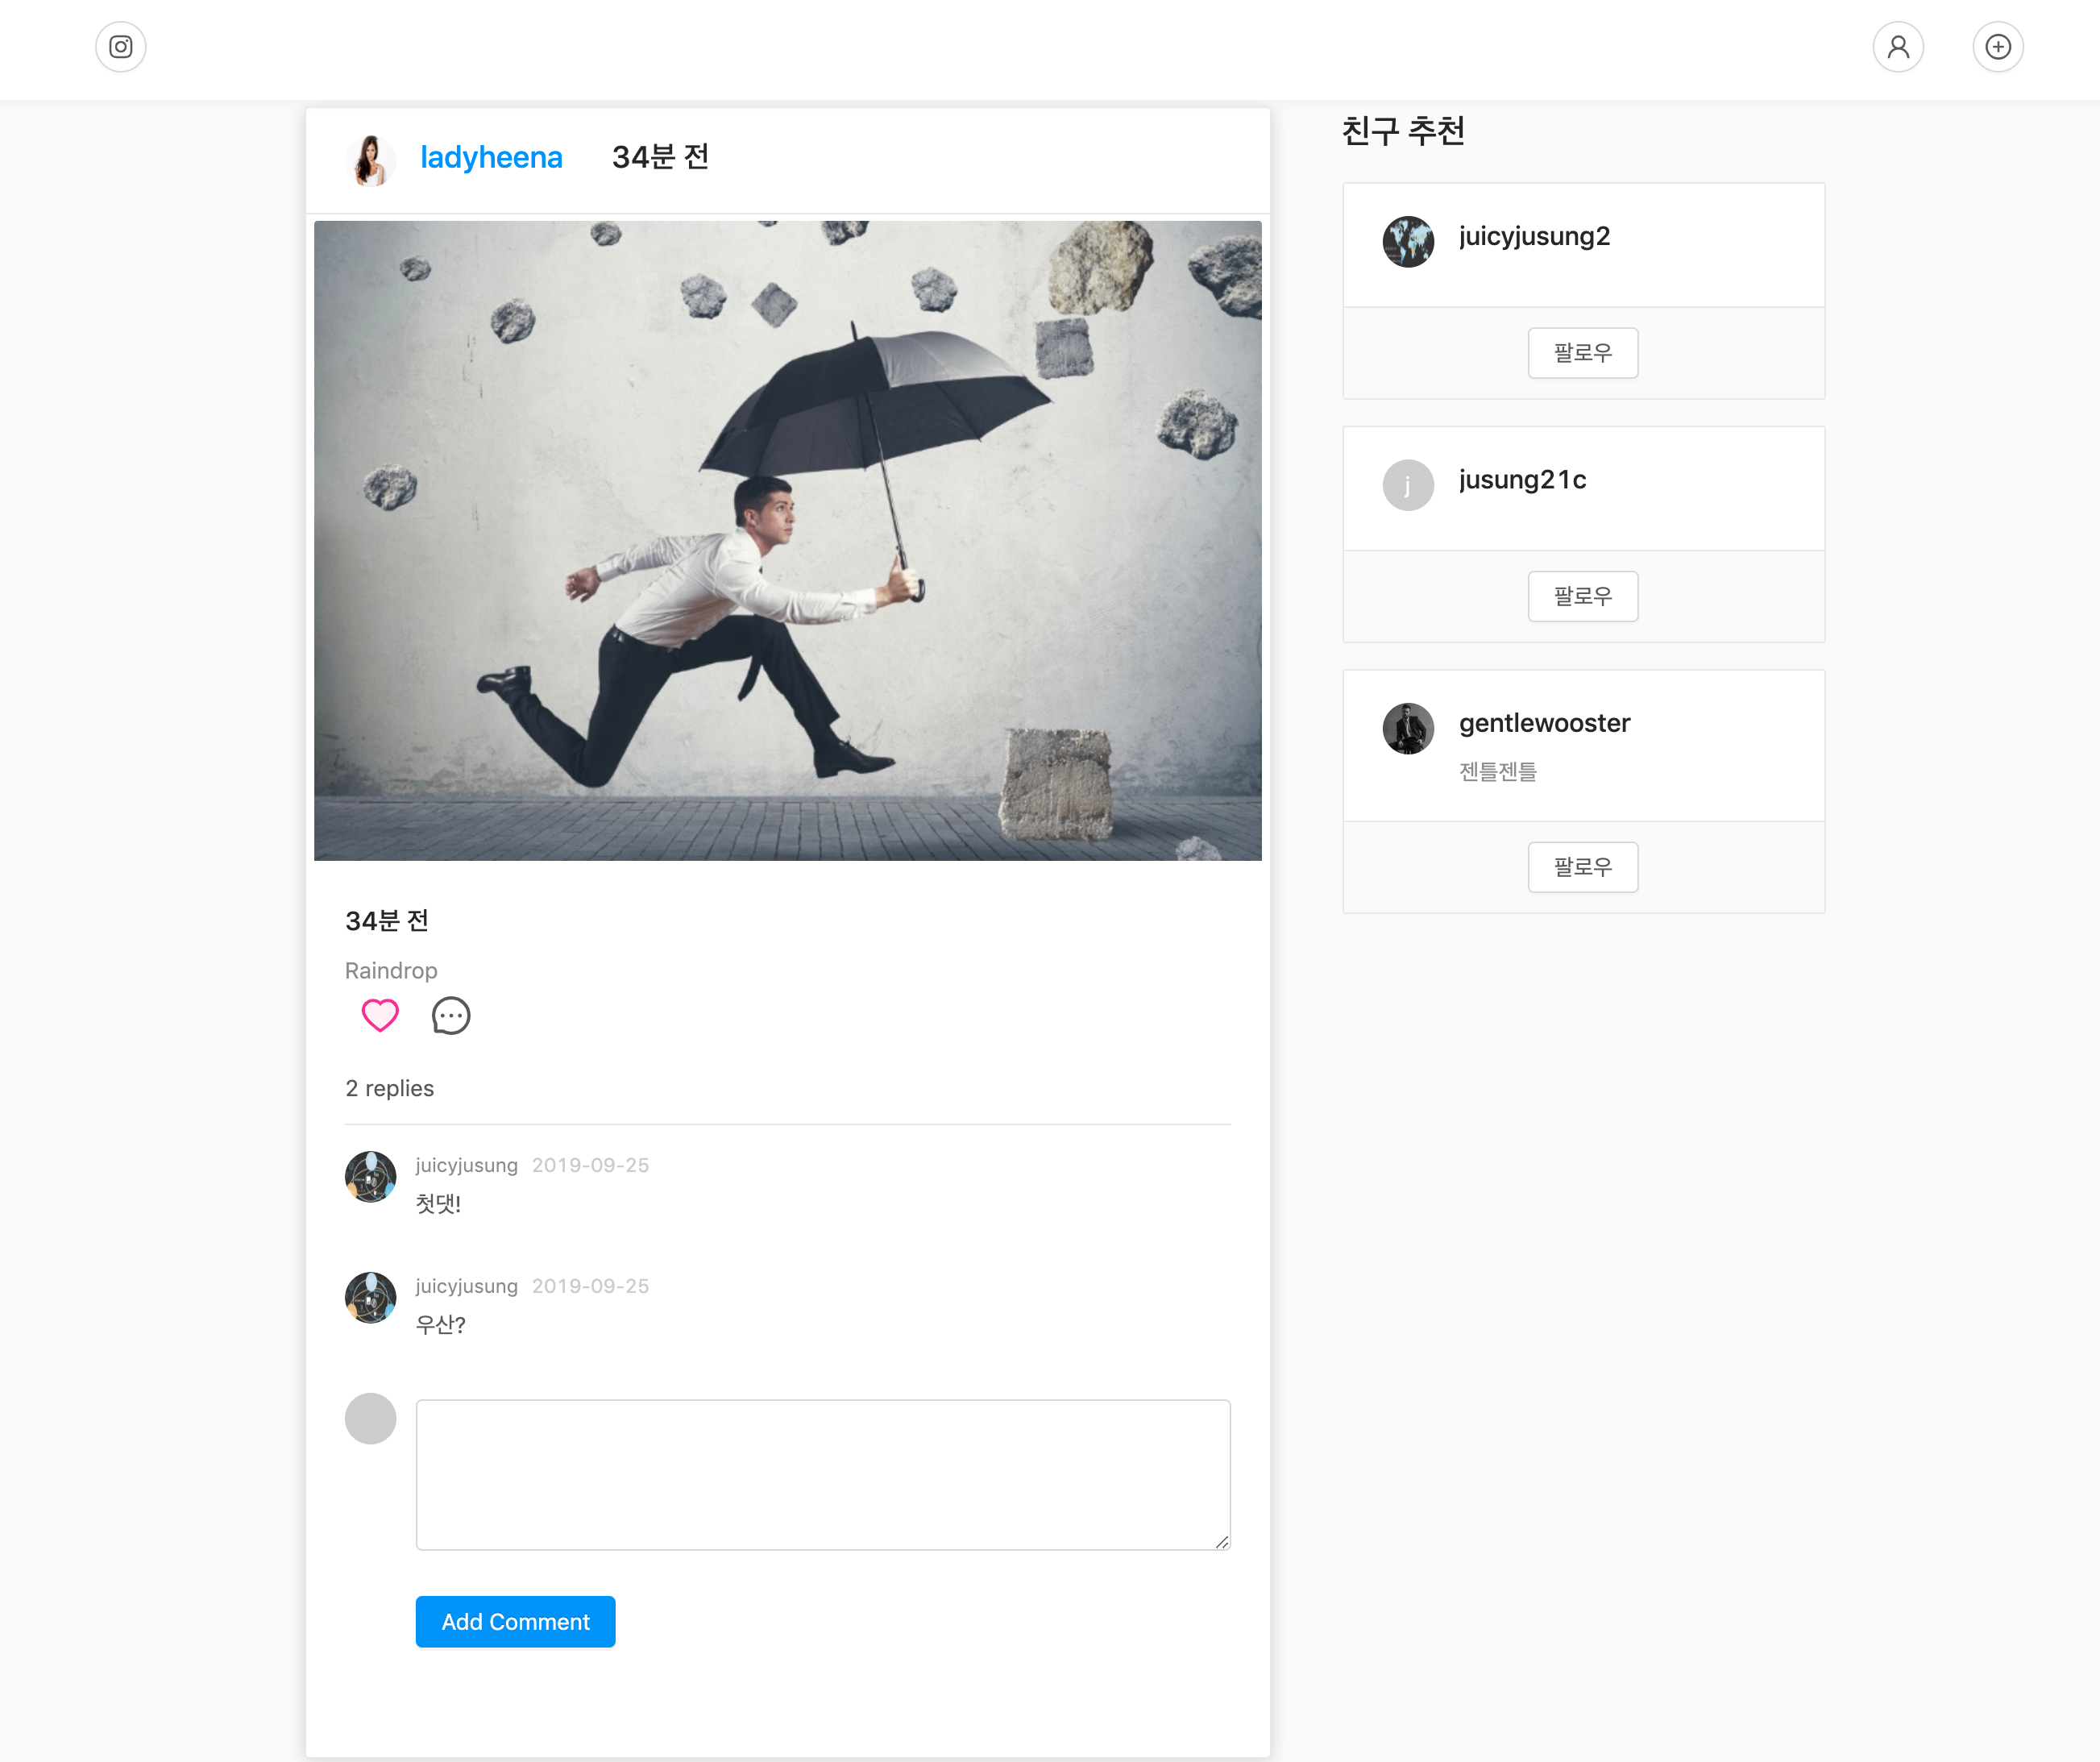 ladyheena 34분 전
34분 전
Raindrop
2 replies
juicyjusung 2019-09-25
첫댓!
juicyjusung 2019-09-25
우산?
Add Comment
친구 추천
juicyjusung2
팔로우
j
jusung21c
팔로우
gentlewooster
젠틀젠틀
팔로우